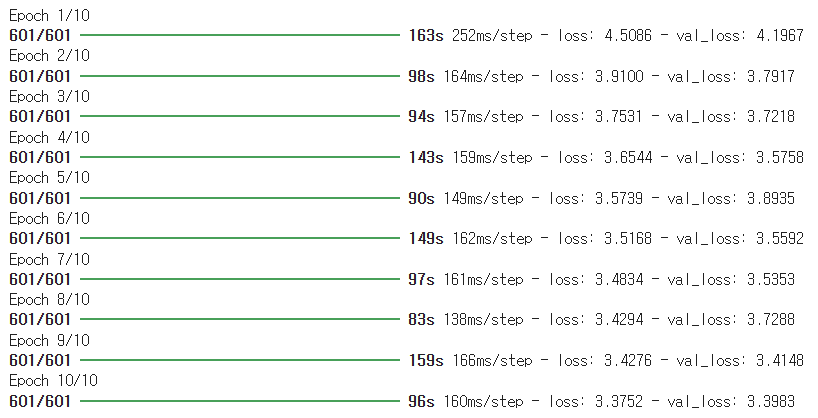 Epoch 1/10
601/601 163s 252ms/step - loss: 4.5086 - val_loss: 4.1967
Epoch 2/10
601/601 98s 164ms/step - loss: 3.9100 - val_loss: 3.7917
Epoch 3/10
601/601 94s 157ms/step - loss: 3.7531 - val_loss: 3.7218
Epoch 4/10
601/601 143s 159ms/step - loss: 3.6544 - val_loss: 3.5758
Epoch 5/10
601/601 90s 149ms/step - loss: 3.5739 - val_loss: 3.8935
Epoch 6/10
601/601 149s 162ms/step - loss: 3.5168 - val_loss: 3.5592
Epoch 7/10
601/601 97s 161ms/step - loss: 3.4834 - val_loss: 3.5353
Epoch 8/10
601/601 83s 138ms/step - loss: 3.4294 - val_loss: 3.7288
Epoch 9/10
601/601 159s 166ms/step - loss: 3.4276 - val_loss: 3.4148
Epoch 10/10
601/601 96s 160ms/step - loss: 3.3752 - val_loss: 3.3983